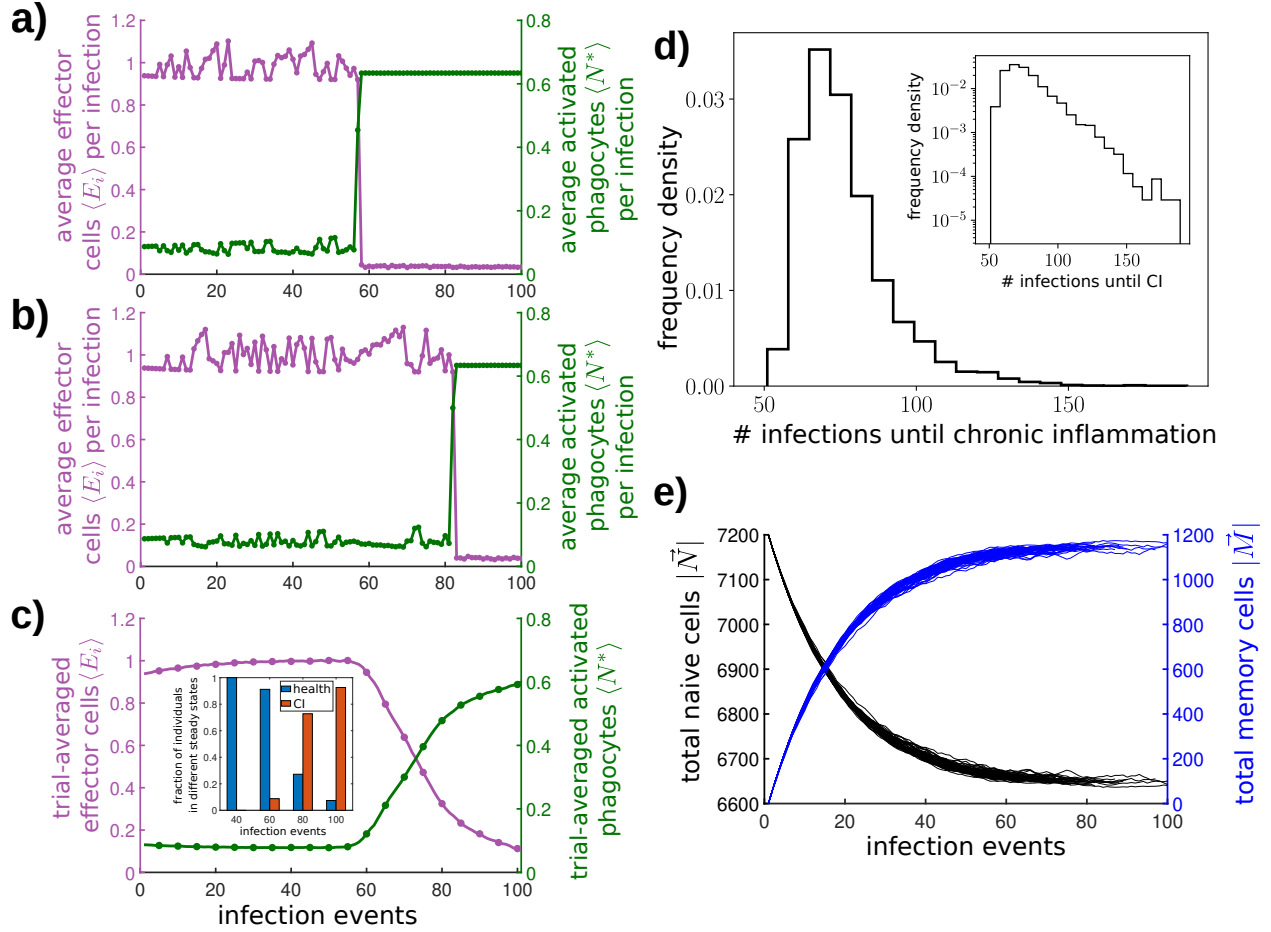 a)
1.2
1
0.8
0.6
0.4
0.2
0
average effector
cells ⟨E_i⟩ per infection
0.8
0.6
0.4
0.2
0
average activated
phagocytes ⟨N*⟩
per infection
0 20 40 60 80 100
b)
1.2
1
0.8
0.6
0.4
0.2
0
average effector
cells ⟨E_i⟩ per infection
0.8
0.6
0.4
0.2
0
average activated
phagocytes ⟨N*⟩
per infection
0 20 40 60 80 100
c)
1.2
1
0.8
0.6
0.4
0.2
0
trial-averaged
effector cells ⟨E_i⟩
0.8
0.6
0.4
0.2
0
trial-averaged activated
phagocytes ⟨N*⟩
1
0.8
0.6
0.4
0.2
0
fraction of individuals
in different steady states
health
CI
40 60 80 100
infection events
0 20 40 60 80 100
infection events
d)
0.03
0.02
0.01
0.00
frequency density
50 100 150
# infections until chronic inflammation
10⁻²
10⁻³
10⁻⁴
10⁻⁵
frequency density
50 100 150
# infections until CI
e)
7200
7100
7000
6900
6800
6700
6600
total naive cells |N⃗|
1200
1000
800
600
400
200
0
total memory cells |M⃗|
0 20 40 60 80 100
infection events